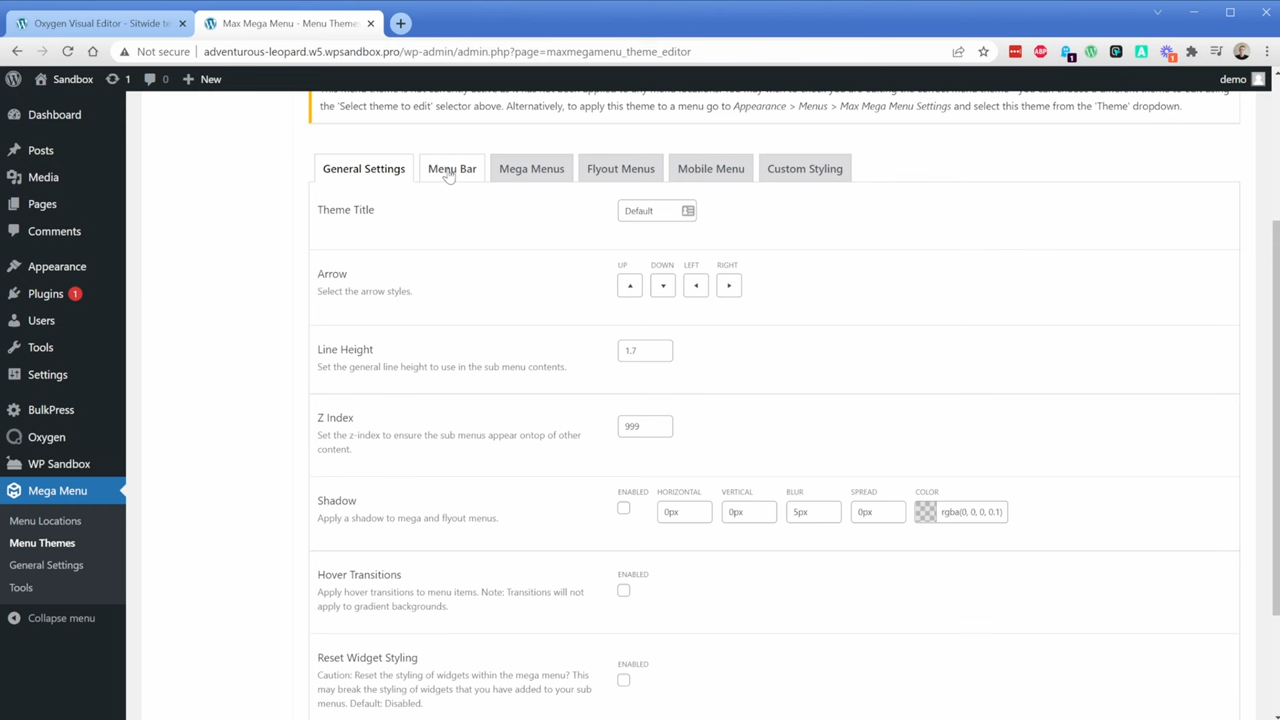 Oxygen Visual Editor - Sitwide te
Max Mega Menu - Menu Theme
Not secure
adventurous-leopard.w5.wpsandbox.pro/wp-admin/admin.php?page=maxmegamenu_theme_editor
Sandbox
1
0
New
demo
the 'Select theme to edit' selector above. Alternatively, to apply this theme to a menu go to Appearance > Menus > Max Mega Menu Settings and select this theme from the 'Theme' dropdown.
Dashboard
Posts
Media
Pages
Comments
Appearance
Plugins 1
Users
Tools
Settings
BulkPress
Oxygen
WP Sandbox
Mega Menu
Menu Locations
Menu Themes
General Settings
Tools
Collapse menu
General Settings
Menu Bar
Mega Menus
Flyout Menus
Mobile Menu
Custom Styling
Theme Title
Default
Arrow
Select the arrow styles.
UP
DOWN
LEFT
RIGHT
Line Height
Set the general line height to use in the sub menu contents.
1.7
Z Index
Set the z-index to ensure the sub menus appear ontop of other
content.
999
Shadow
Apply a shadow to mega and flyout menus.
ENABLED
HORIZONTAL
VERTICAL
BLUR
SPREAD
COLOR
0px
0px
5px
0px
rgba(0, 0, 0, 0.1)
Hover Transitions
Apply hover transitions to menu items. Note: Transitions will not
apply to gradient backgrounds.
ENABLED
Reset Widget Styling
Caution: Reset the styling of widgets within the mega menu? This
may break the styling of widgets that you have added to your sub
menus. Default: Disabled.
ENABLED